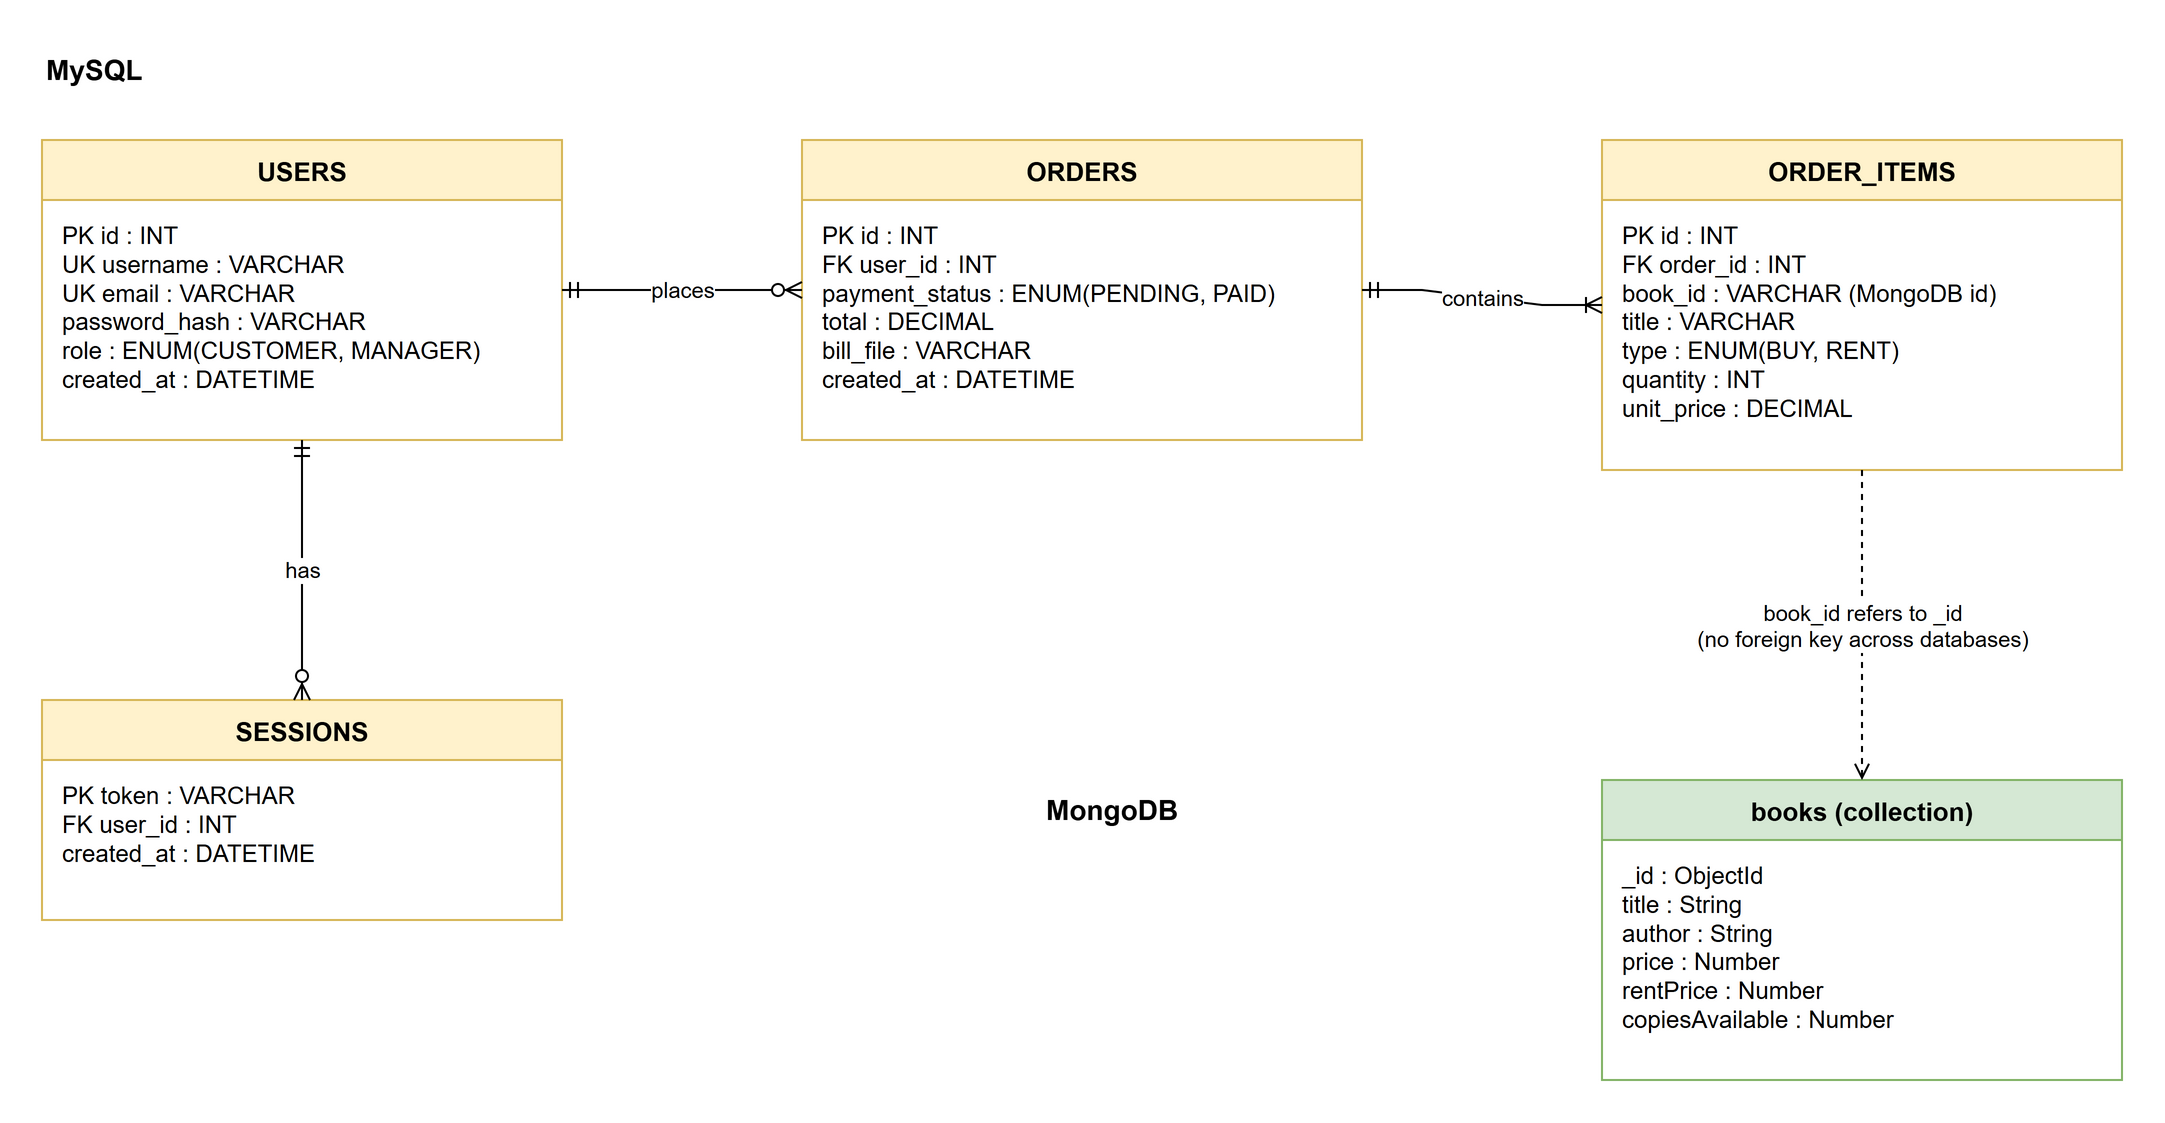 MySQL
USERS
PK id : INT
UK username : VARCHAR
UK email : VARCHAR
password_hash : VARCHAR
role : ENUM(CUSTOMER, MANAGER)
created_at : DATETIME
places
ORDERS
PK id : INT
FK user_id : INT
payment_status : ENUM(PENDING, PAID)
total : DECIMAL
bill_file : VARCHAR
created_at : DATETIME
contains
ORDER_ITEMS
PK id : INT
FK order_id : INT
book_id : VARCHAR (MongoDB id)
title : VARCHAR
type : ENUM(BUY, RENT)
quantity : INT
unit_price : DECIMAL
has
book_id refers to _id
(no foreign key across databases)
SESSIONS
PK token : VARCHAR
FK user_id : INT
created_at : DATETIME
MongoDB
books (collection)
_id : ObjectId
title : String
author : String
price : Number
rentPrice : Number
copiesAvailable : Number